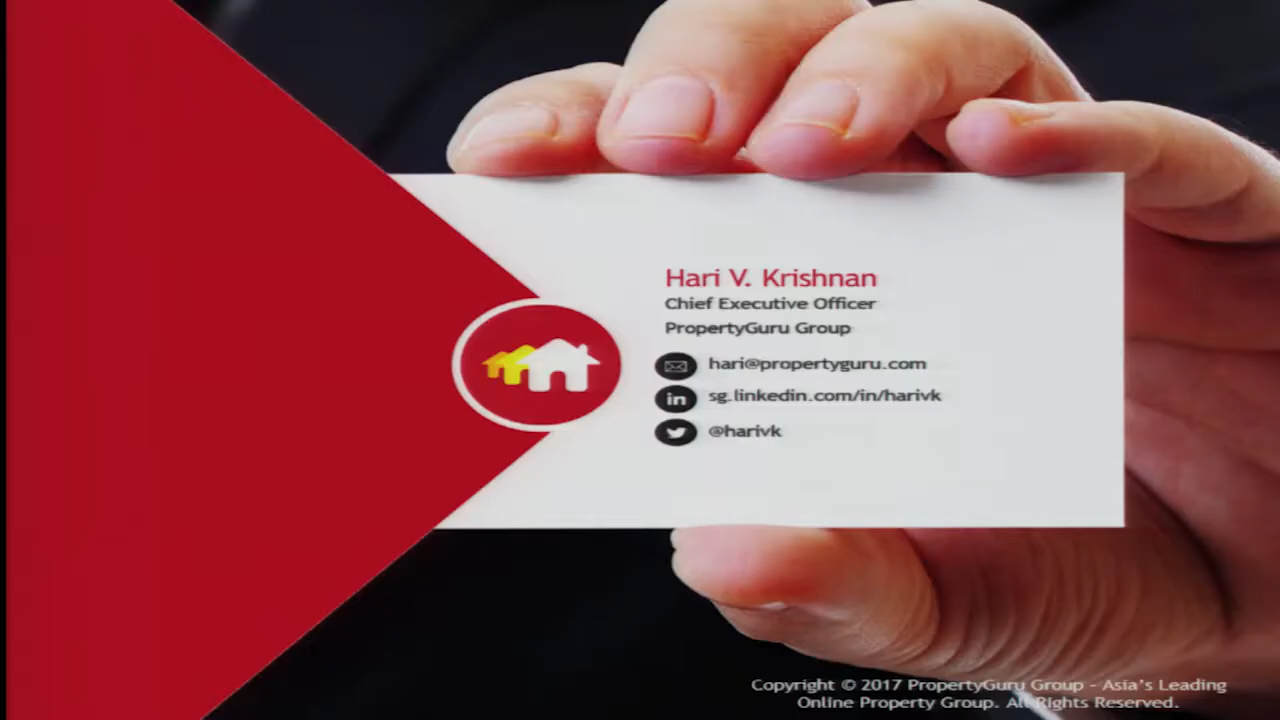 Hari V. Krishnan
Chief Executive Officer
PropertyGuru Group
hari@propertyguru.com
in sg.linkedin.com/in/harivk
@harivk
Copyright © 2017 PropertyGuru Group - Asia's Leading
Online Property Group. All Rights Reserved.